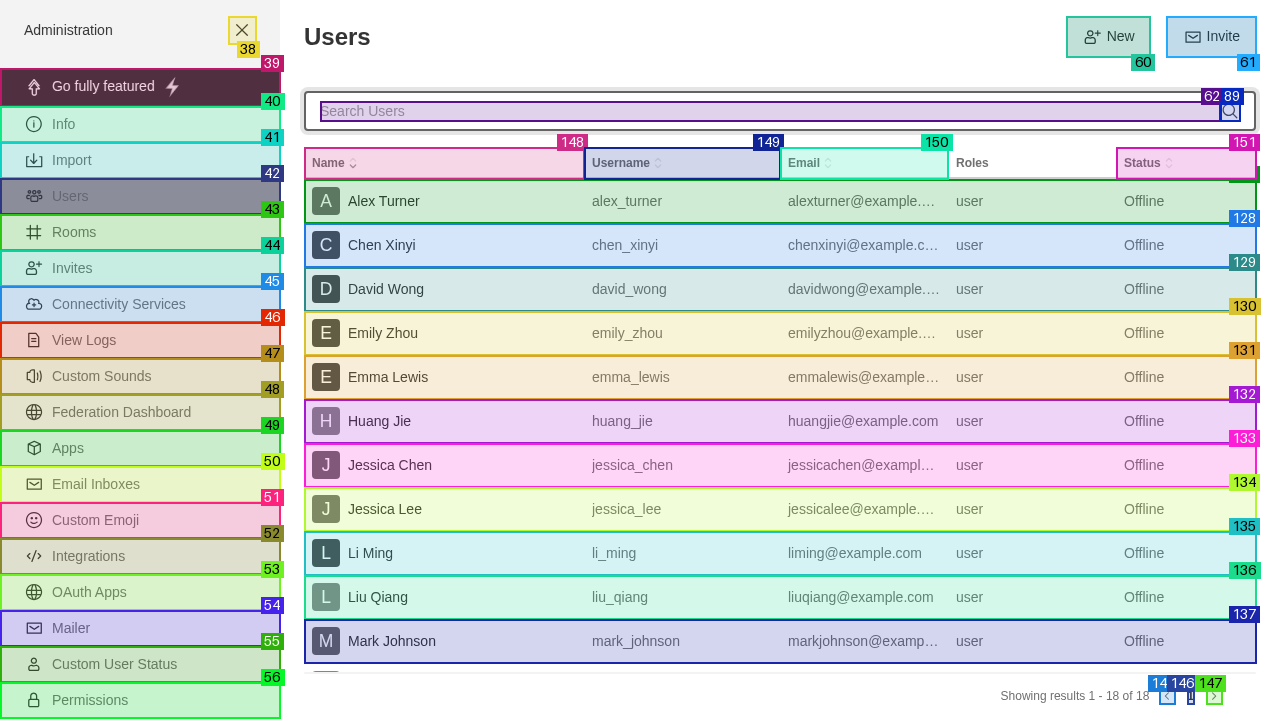 Administration
38
39
Go fully featured
40
Info
41
Import
42
Users
43
Rooms
44
Invites
45
Connectivity Services
46
View Logs
47
Custom Sounds
48
Federation Dashboard
49
Apps
50
Email Inboxes
51
Custom Emoji
52
Integrations
53
OAuth Apps
54
Mailer
55
Custom User Status
56
Permissions
Users
New
60
Invite
61
62 89
Search Users
148 149 150 151
Name Username Email Roles Status
A Alex Turner alex_turner alexturner@example.… user Offline
128
C Chen Xinyi chen_xinyi chenxinyi@example.c… user Offline
129
D David Wong david_wong davidwong@example.… user Offline
130
E Emily Zhou emily_zhou emilyzhou@example.… user Offline
131
E Emma Lewis emma_lewis emmalewis@example… user Offline
132
H Huang Jie huang_jie huangjie@example.com user Offline
133
J Jessica Chen jessica_chen jessicachen@exampl… user Offline
134
J Jessica Lee jessica_lee jessicalee@example.… user Offline
135
L Li Ming li_ming liming@example.com user Offline
136
L Liu Qiang liu_qiang liuqiang@example.com user Offline
137
M Mark Johnson mark_johnson markjohnson@examp… user Offline
146 147
Showing results 1 - 18 of 18